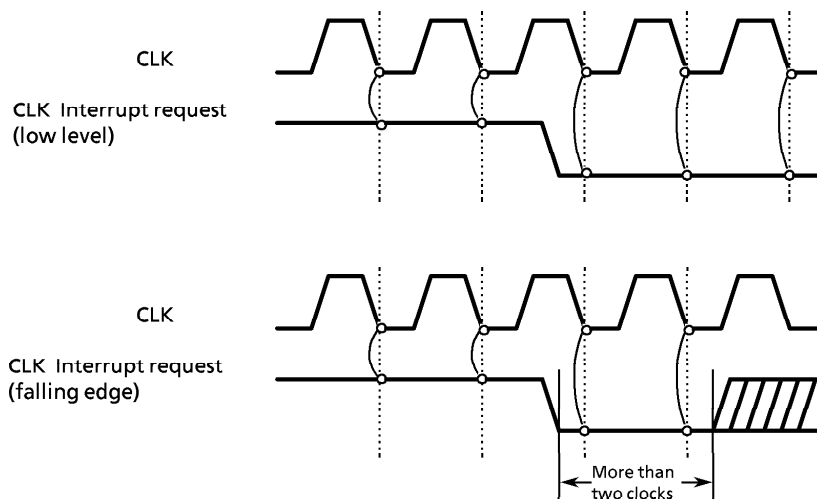 CLK
CLK Interrupt request
(low level)
CLK
CLK Interrupt request
(falling edge)
More than
two clocks